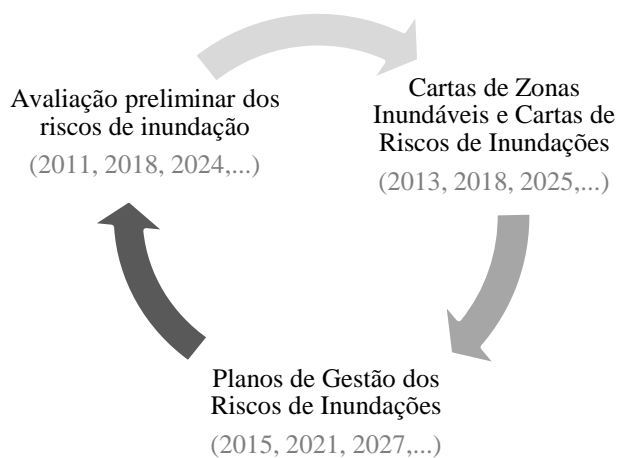 Avaliação preliminar dos
riscos de inundação
(2011, 2018, 2024,...)
Cartas de Zonas
Inundáveis e Cartas de
Riscos de Inundações
(2013, 2018, 2025,...)
Planos de Gestão dos
Riscos de Inundações
(2015, 2021, 2027,...)